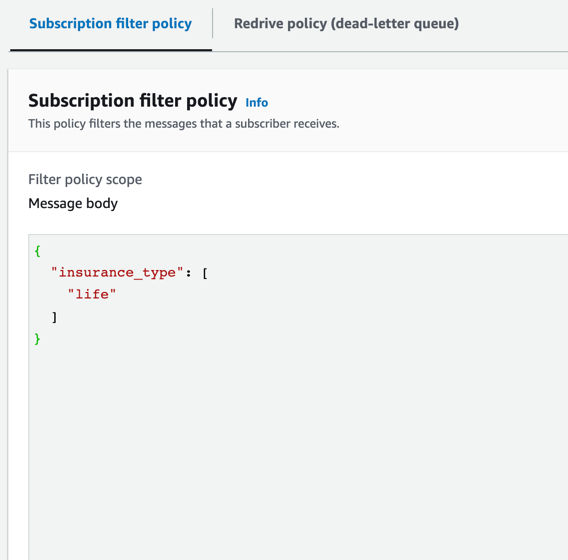 Subscription filter policy
Redrive policy (dead-letter queue)
Subscription filter policy Info
This policy filters the messages that a subscriber receives.
Filter policy scope
Message body
{
"insurance_type": [
"life"
]
}